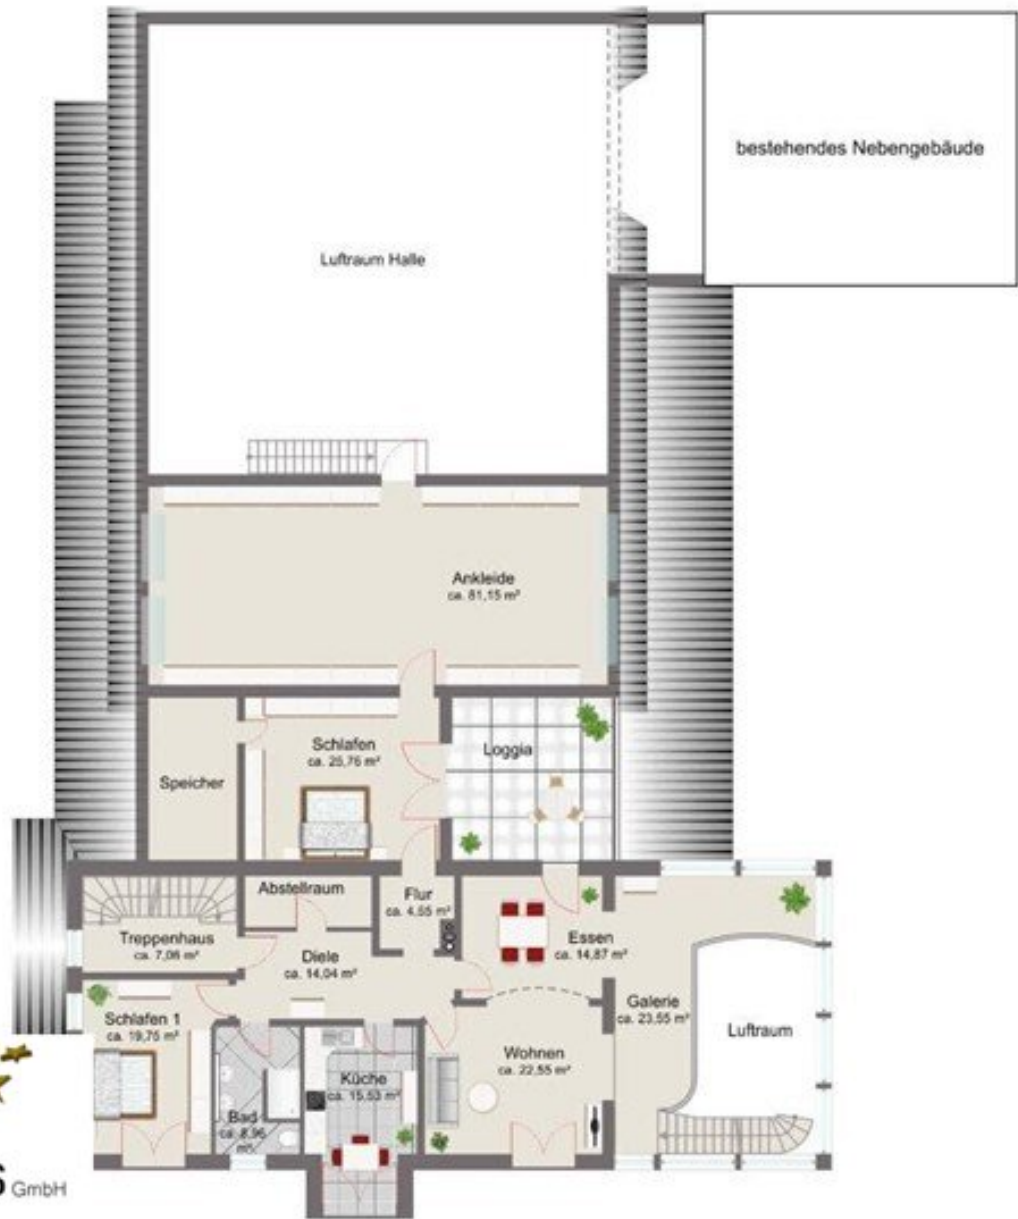 bestehendes Nebengebäude
Luftraum Halle
Ankleide
ca. 81,15 m²
Schlafen
ca. 25,76 m²
Loggia
Speicher
Abstellraum
Flur
ca. 4,55 m²
Treppenhaus
ca. 7,06 m²
Diele
ca. 14,04 m²
Essen
ca. 14,87 m²
Galerie
ca. 23,55 m²
Luftraum
Schlafen 1
ca. 19,75 m²
Wohnen
ca. 22,55 m²
Küche
ca. 15,53 m²
Bad
ca. 8,96
m²
GmbH